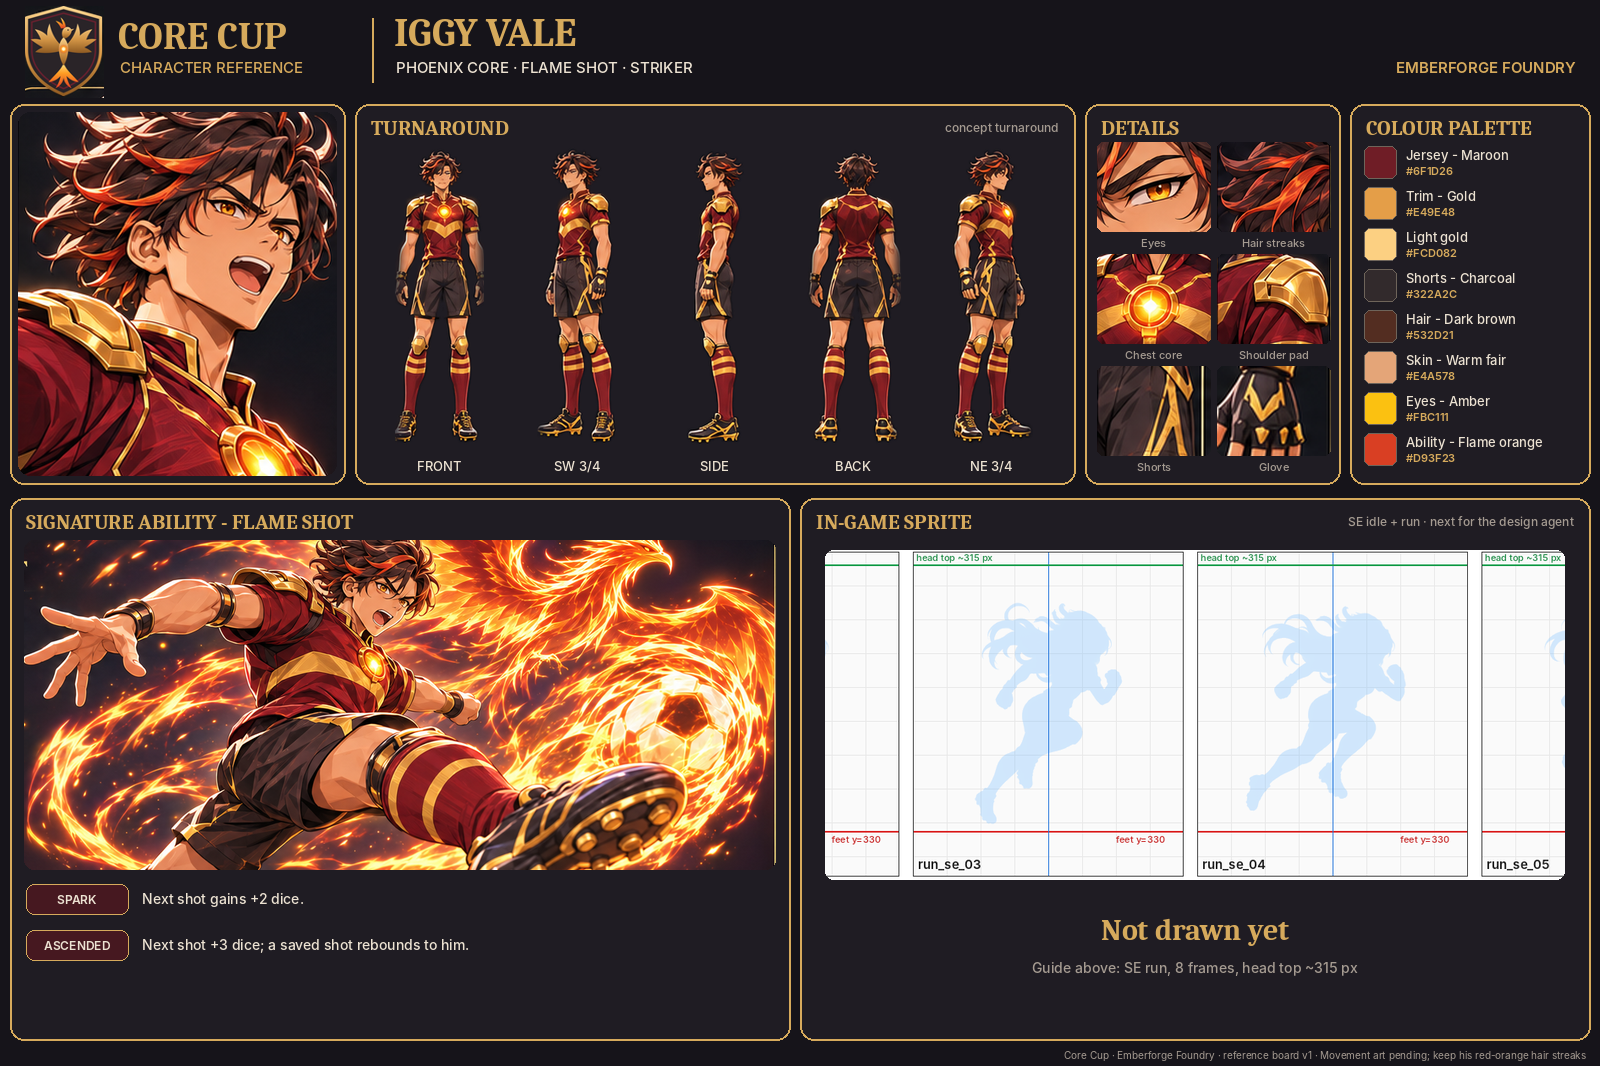 CORE CUP
CHARACTER REFERENCE
IGGY VALE
PHOENIX CORE · FLAME SHOT · STRIKER
EMBERFORGE FOUNDRY
TURNAROUND
concept turnaround
FRONT
SW 3/4
SIDE
BACK
NE 3/4
DETAILS
Eyes
Hair streaks
Chest core
Shoulder pad
Shorts
Glove
COLOUR PALETTE
Jersey - Maroon
#6F1D26
Trim - Gold
#E49E48
Light gold
#FCD082
Shorts - Charcoal
#322A2C
Hair - Dark brown
#532D21
Skin - Warm fair
#E4A578
Eyes - Amber
#FBC111
Ability - Flame orange
#D93F23
SIGNATURE ABILITY - FLAME SHOT
SPARK
Next shot gains +2 dice.
ASCENDED
Next shot +3 dice; a saved shot rebounds to him.
IN-GAME SPRITE
SE idle + run · next for the design agent
head top ~315 px
head top ~315 px
head top ~315 px
feet y=330
feet y=330
feet y=330
run_se_03
run_se_04
run_se_05
Not drawn yet
Guide above: SE run, 8 frames, head top ~315 px
Core Cup · Emberforge Foundry · reference board v1 · Movement art pending; keep his red-orange hair streaks